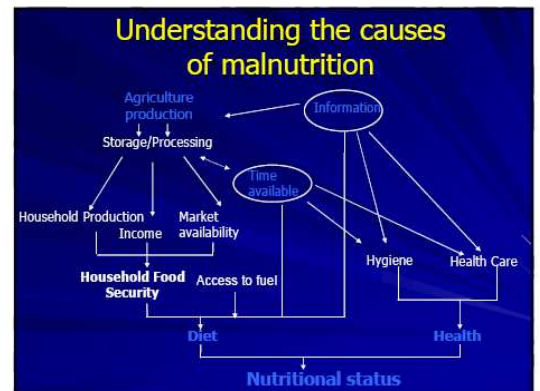 Understanding the causes
of malnutrition
Agriculture
production
Information
Storage/Processing
Time
available
Household Production
Income
Market
availability
Hygiene
Health Care
Household Food
Security
Access to fuel
Diet
Health
Nutritional status